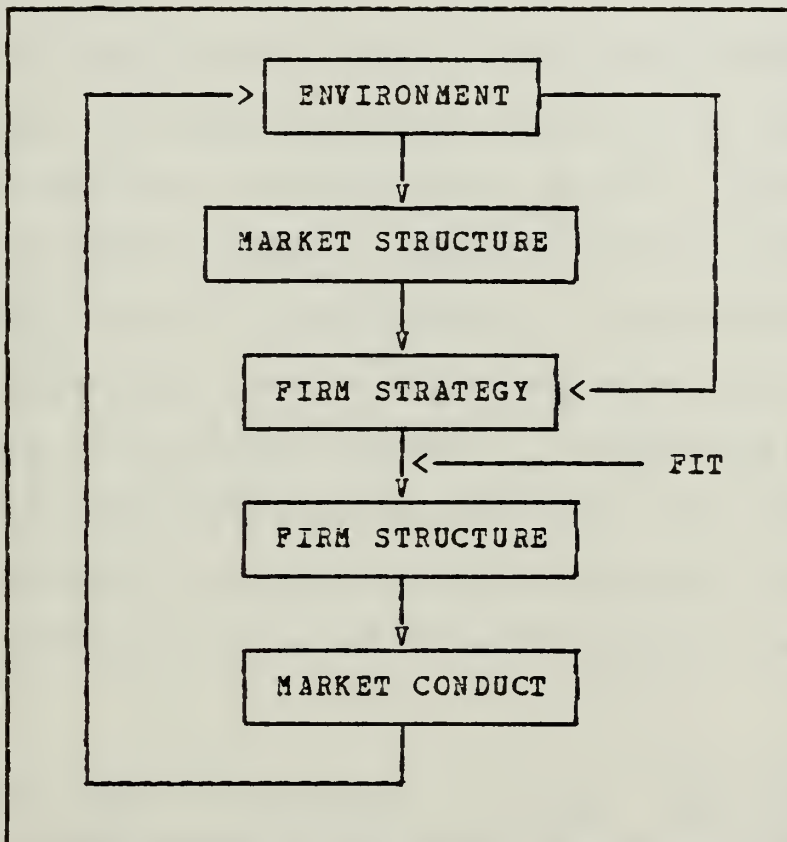 ENVIRONMENT
MARKET STRUCTURE
FIRM STRATEGY
FIT
FIRM STRUCTURE
MARKET CONDUCT